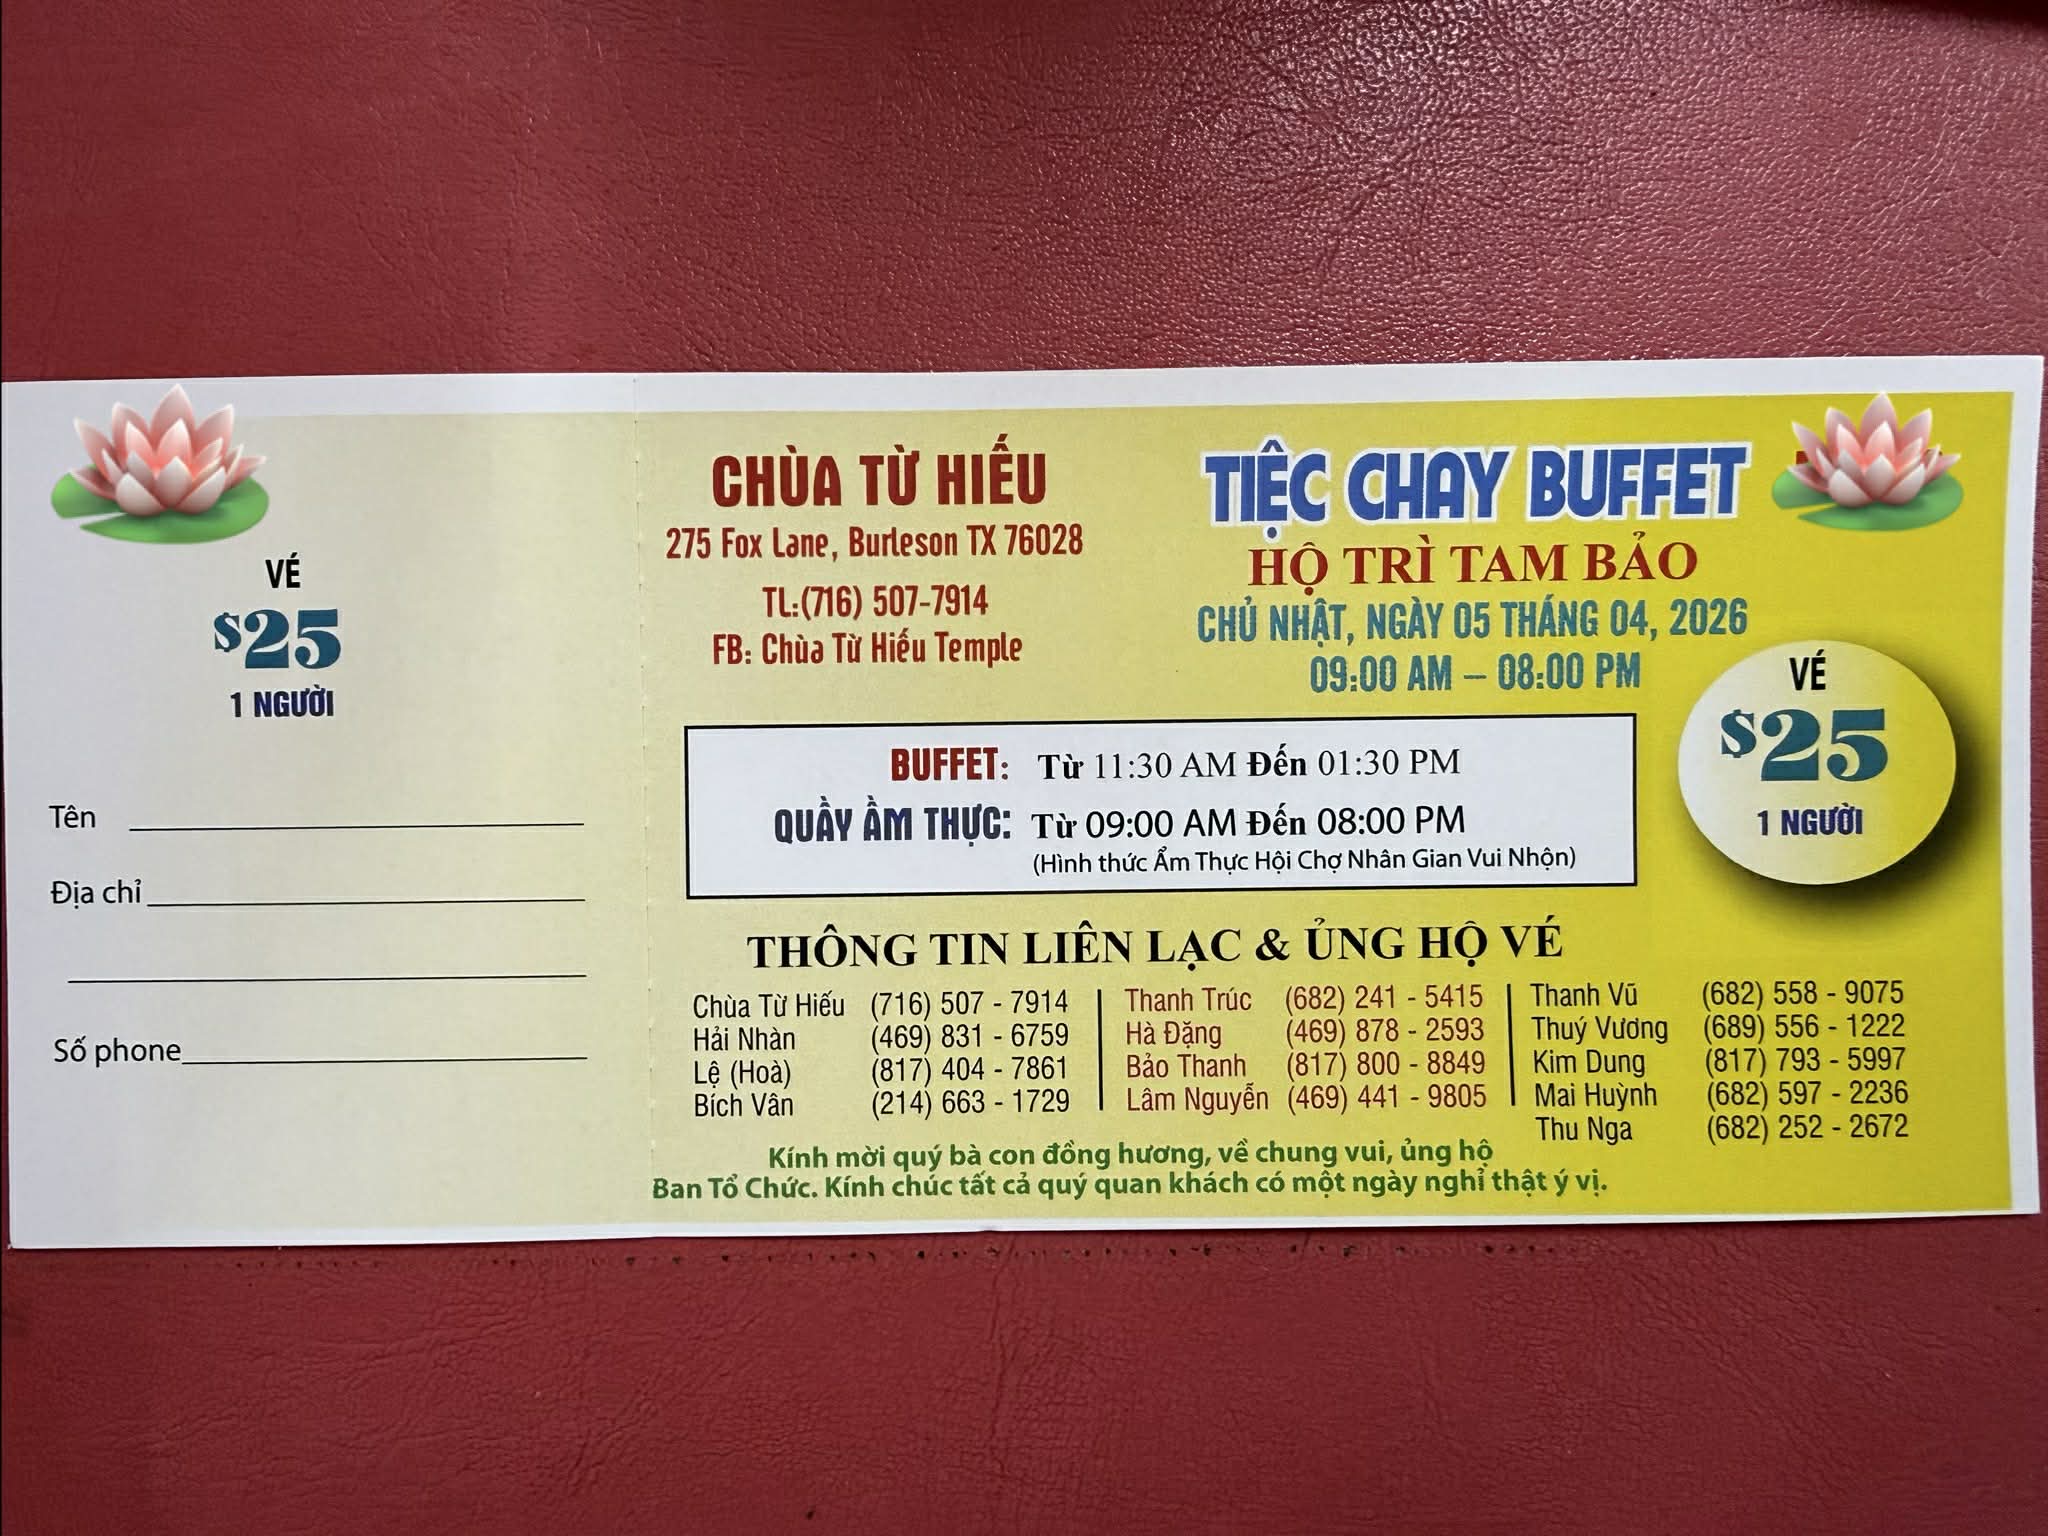 VÉ
$25
1 NGƯỜI
Tên
Địa chỉ
Số phone
CHÙA TỪ HIẾU
275 Fox Lane, Burleson TX 76028
TL:(716) 507-7914
FB: Chùa Từ Hiếu Temple
TIỆC CHAY BUFFET
HỘ TRÌ TAM BẢO
CHỦ NHẬT, NGÀY 05 THÁNG 04, 2026
09:00 AM – 08:00 PM
VÉ
$25
1 NGƯỜI
BUFFET: Từ 11:30 AM Đến 01:30 PM
QUẦY ẨM THỰC: Từ 09:00 AM Đến 08:00 PM
(Hình thức Ẩm Thực Hội Chợ Nhân Gian Vui Nhộn)
THÔNG TIN LIÊN LẠC & ỦNG HỘ VÉ
Chùa Từ Hiếu (716) 507 - 7914
Hải Nhàn (469) 831 - 6759
Lệ (Hoà) (817) 404 - 7861
Bích Vân (214) 663 - 1729
Thanh Trúc (682) 241 - 5415
Hà Đặng (469) 878 - 2593
Bảo Thanh (817) 800 - 8849
Lâm Nguyễn (469) 441 - 9805
Thanh Vũ (682) 558 - 9075
Thuý Vương (689) 556 - 1222
Kim Dung (817) 793 - 5997
Mai Huỳnh (682) 597 - 2236
Thu Nga (682) 252 - 2672
Kính mời quý bà con đồng hương, về chung vui, ủng hộ
Ban Tổ Chức. Kính chúc tất cả quý quan khách có một ngày nghỉ thật ý vị.